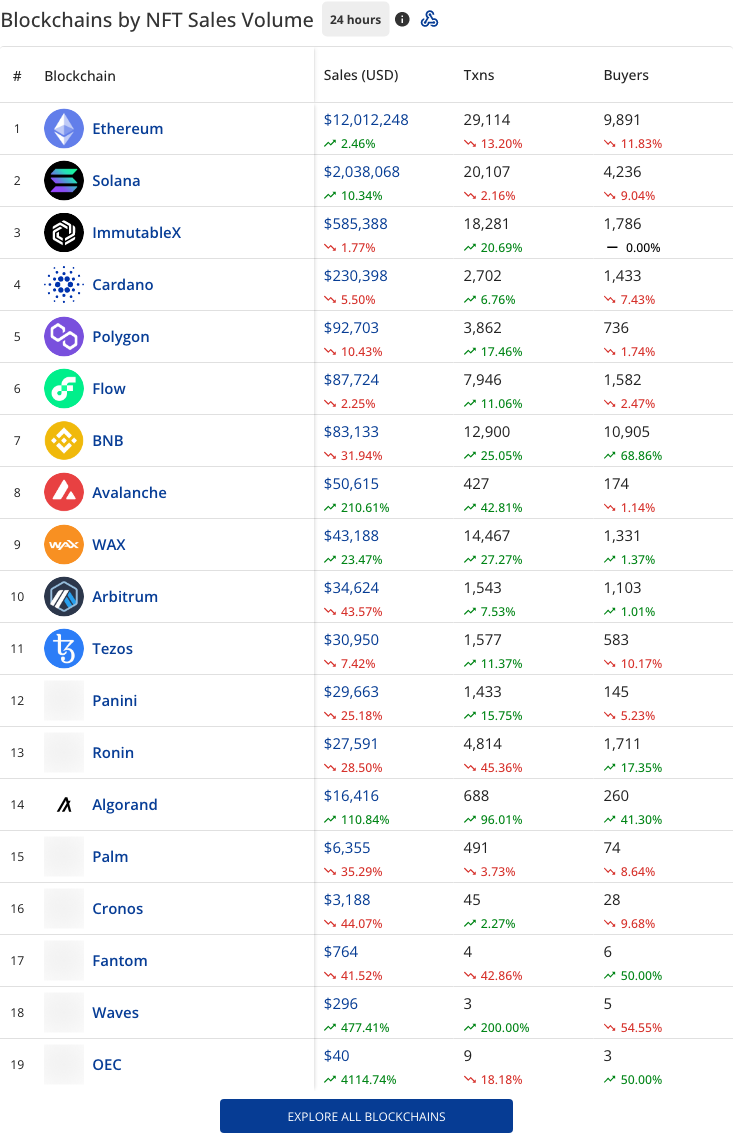 Blockchains by NFT Sales Volume 24 hours
# Blockchain Sales (USD) Txns Buyers
1 Ethereum $12,012,248 29,114 9,891
2.46% 13.20% 11.83%
2 Solana $2,038,068 20,107 4,236
10.34% 2.16% 9.04%
3 ImmutableX $585,388 18,281 1,786
1.77% 20.69% 0.00%
4 Cardano $230,398 2,702 1,433
5.50% 6.76% 7.43%
5 Polygon $92,703 3,862 736
10.43% 17.46% 1.74%
6 Flow $87,724 7,946 1,582
2.25% 11.06% 2.47%
7 BNB $83,133 12,900 10,905
31.94% 25.05% 68.86%
8 Avalanche $50,615 427 174
210.61% 42.81% 1.14%
9 WAX WAX $43,188 14,467 1,331
23.47% 27.27% 1.37%
10 Arbitrum $34,624 1,543 1,103
43.57% 7.53% 1.01%
11 Tezos $30,950 1,577 583
7.42% 11.37% 10.17%
12 Panini $29,663 1,433 145
25.18% 15.75% 5.23%
13 Ronin $27,591 4,814 1,711
28.50% 45.36% 17.35%
14 Algorand $16,416 688 260
110.84% 96.01% 41.30%
15 Palm $6,355 491 74
35.29% 3.73% 8.64%
16 Cronos $3,188 45 28
44.07% 2.27% 9.68%
17 Fantom $764 4 6
41.52% 42.86% 50.00%
18 Waves $296 3 5
477.41% 200.00% 54.55%
19 OEC $40 9 3
4114.74% 18.18% 50.00%
EXPLORE ALL BLOCKCHAINS